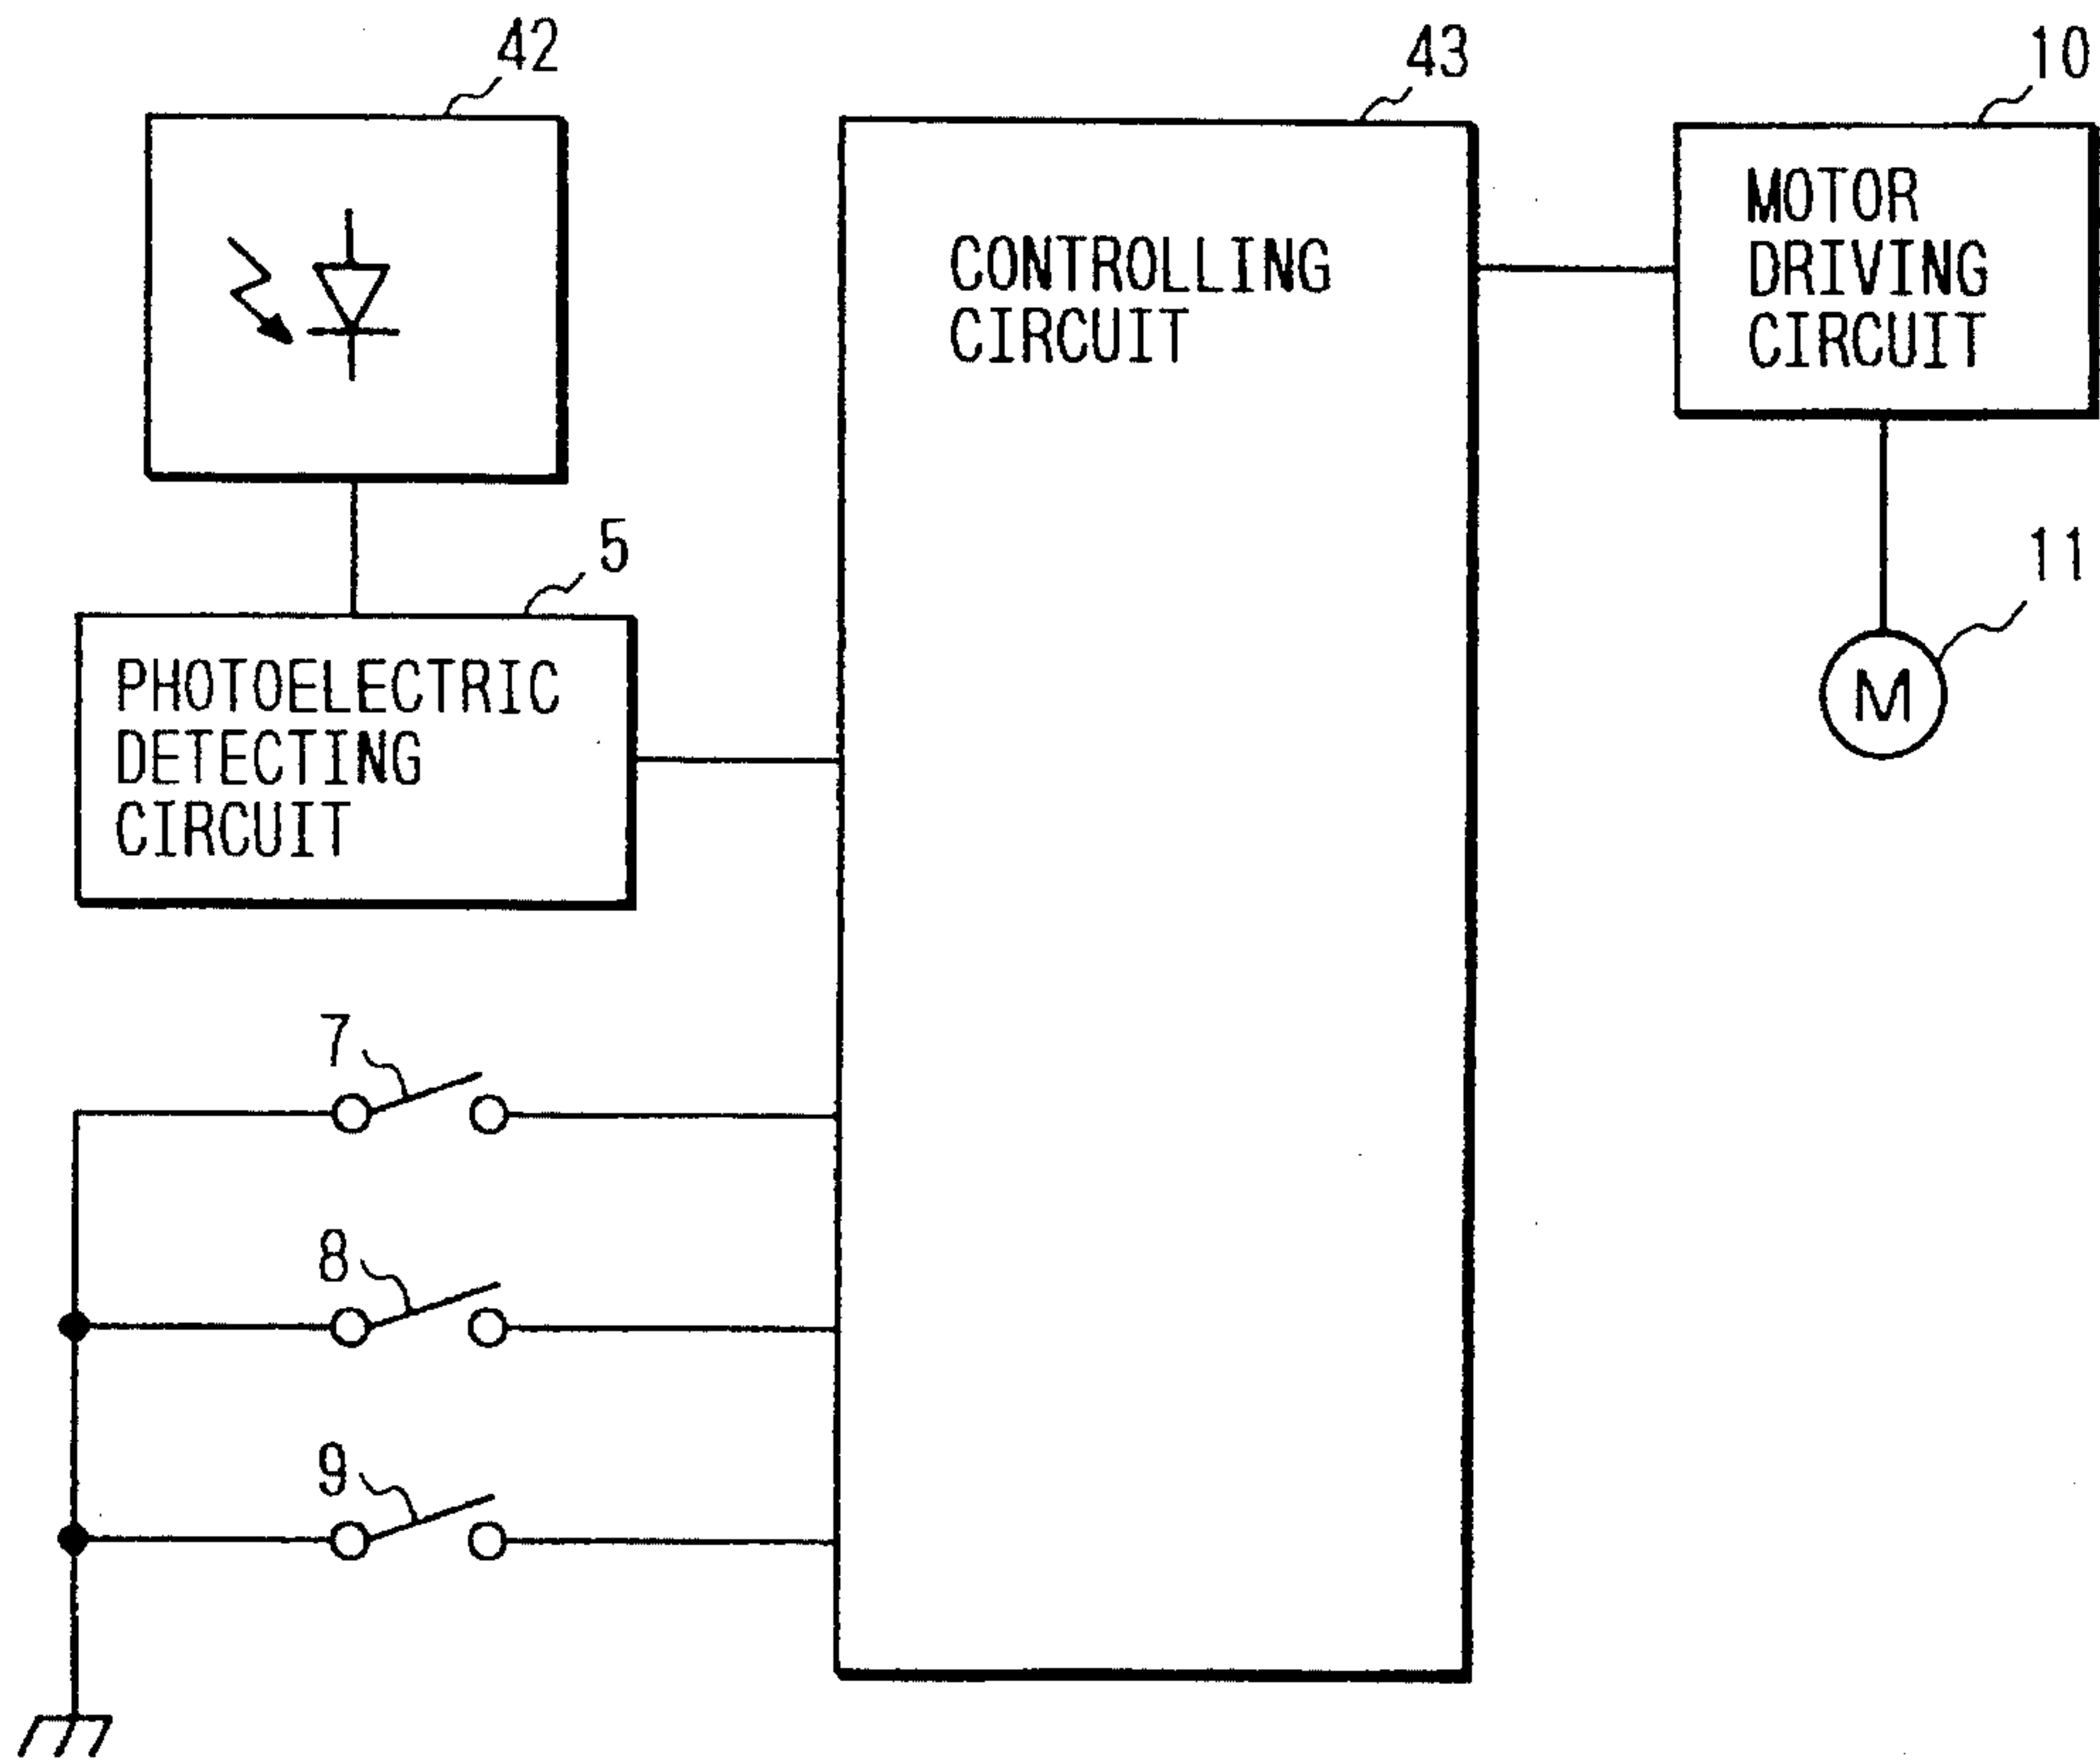 42
43
10
CONTROLLING
CIRCUIT
MOTOR
DRIVING
CIRCUIT
5
11
PHOTOELECTRIC
DETECTING
CIRCUIT
M
7
8
9